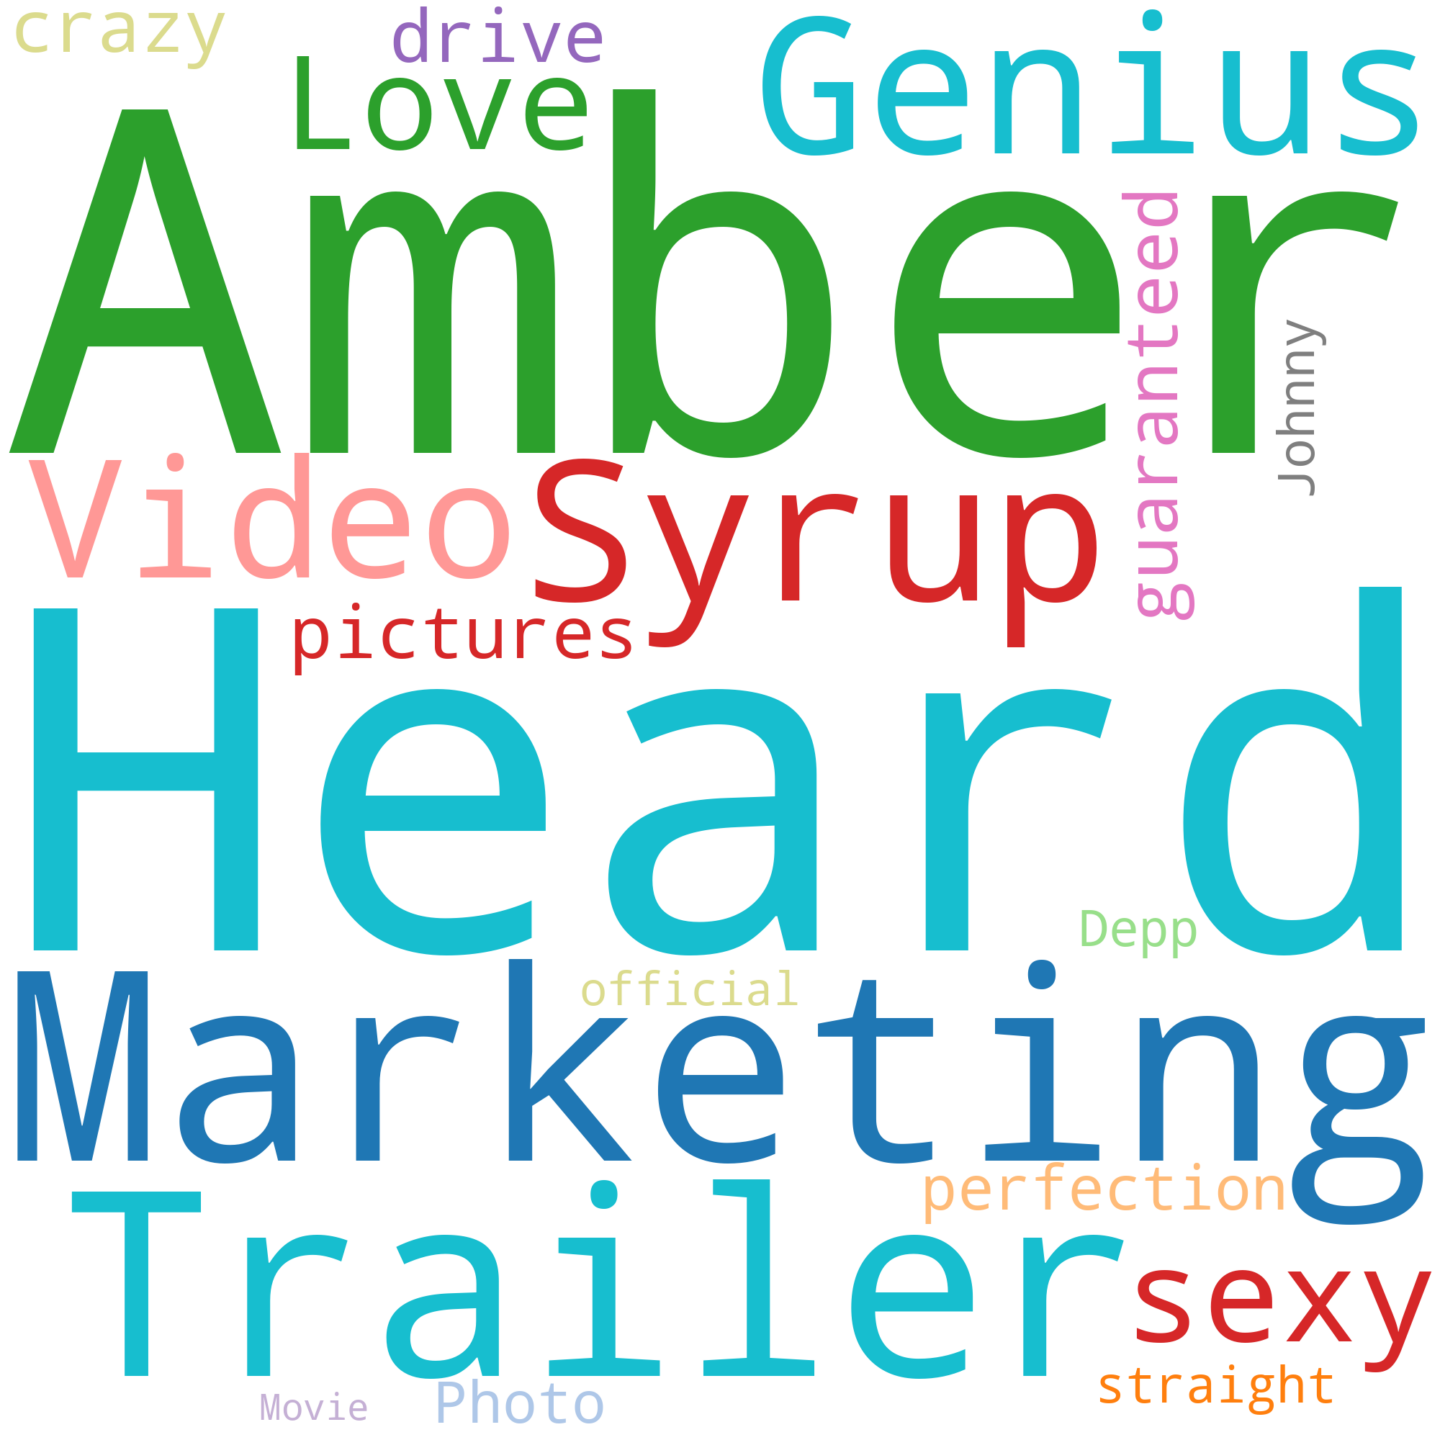 crazy
drive
Love
Genius
Amber
guaranteed
Johnny
Video
Syrup
pictures
Heard
Depp
official
Marketing
perfection
Trailer
sexy
straight
Photo
Movie